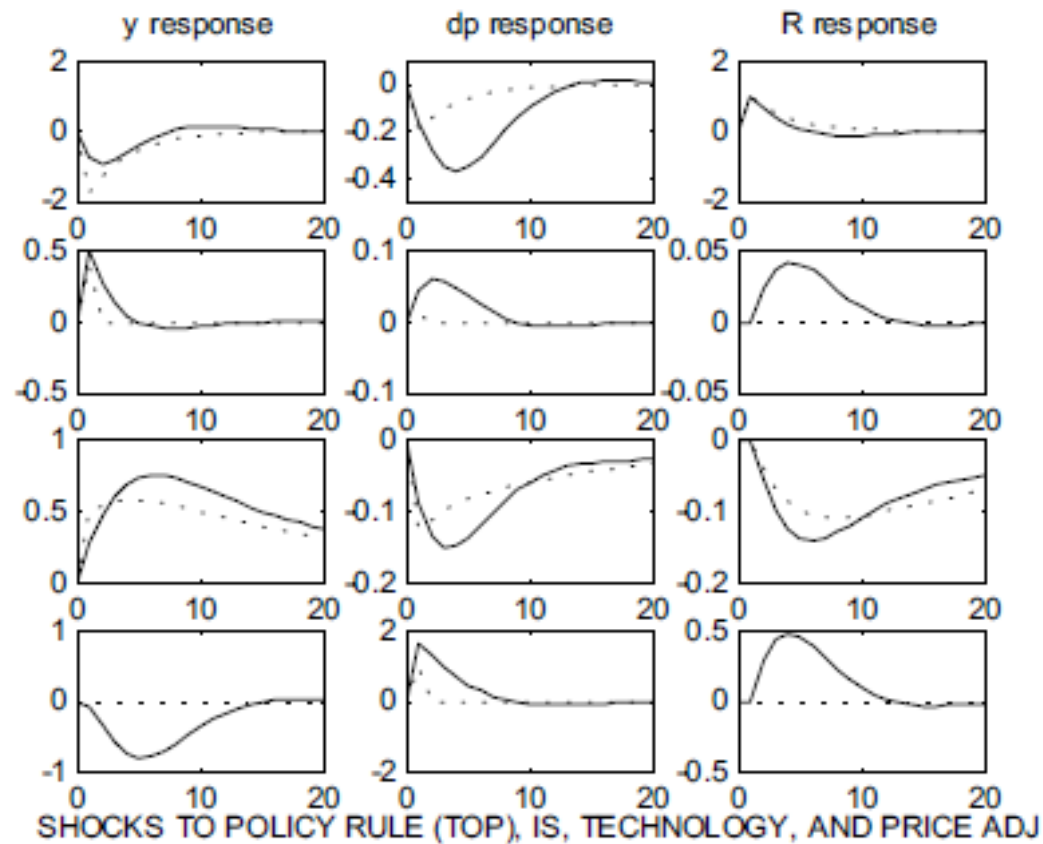 y response dp response R response
2 0 2
0 -0.2 0
-2 -0.4 -2
0 10 20 0 10 20 0 10 20
0.5 0.1 0.05
0 0 0
-0.5 -0.1 -0.05
0 10 20 0 10 20 0 10 20
1 0 0
0.5 -0.1 -0.1
0 -0.2 -0.2
0 10 20 0 10 20 0 10 20
1 2 0.5
0 0 0
-1 -2 -0.5
0 10 20 0 10 20 0 10 20
SHOCKS TO POLICY RULE (TOP), IS, TECHNOLOGY, AND PRICE ADJ